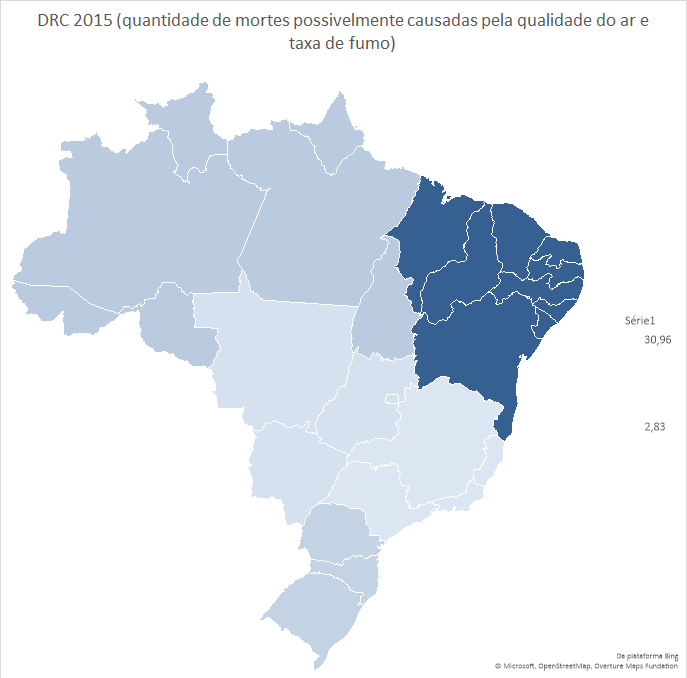 DRC 2015 (quantidade de mortes possivelmente causadas pela qualidade do ar e
taxa de fumo)
Série1
30,96
2,83
Da plataforma Bing
© Microsoft, OpenStreetMap, Overture Maps Fundation